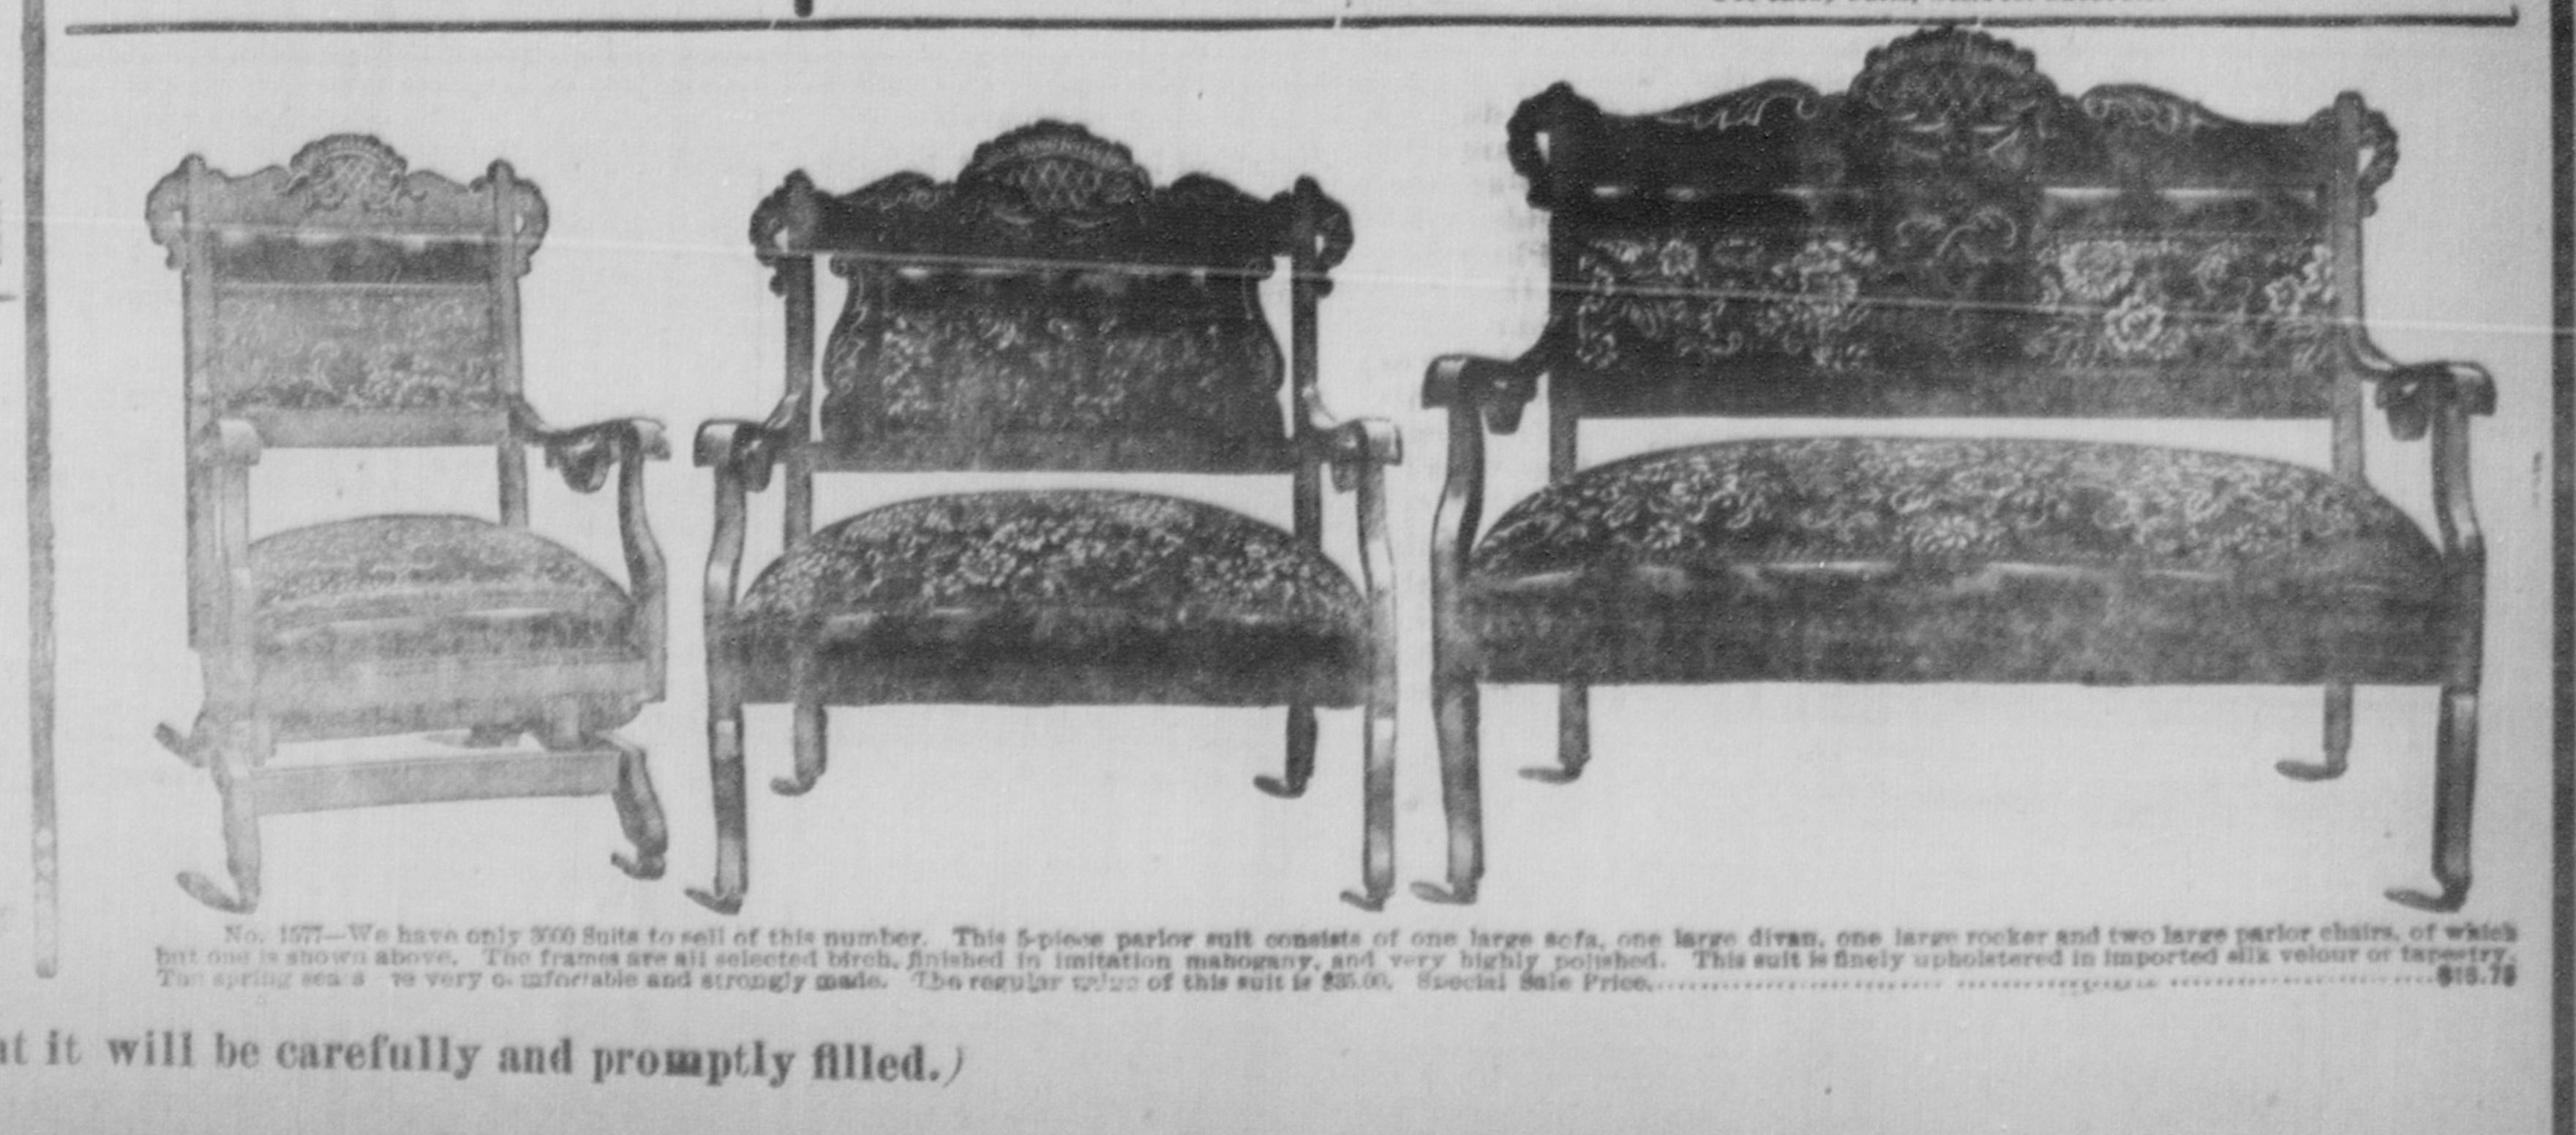 No. 1577—We have only 3000 Suits to sell of this number. This 5-piece parlor suit consists of one large sofa, one large divan, one large rocker and two large parlor chairs, of which
but one is shown above. The frames are all selected birch, finished in imitation mahogany, and very highly polished. This suit is finely upholstered in imported silk velour or tapestry.
The spring seats very comfortable and strongly made. The regular value of this suit is $35.00. Special Sale Price
it will be carefully and promptly filled.)